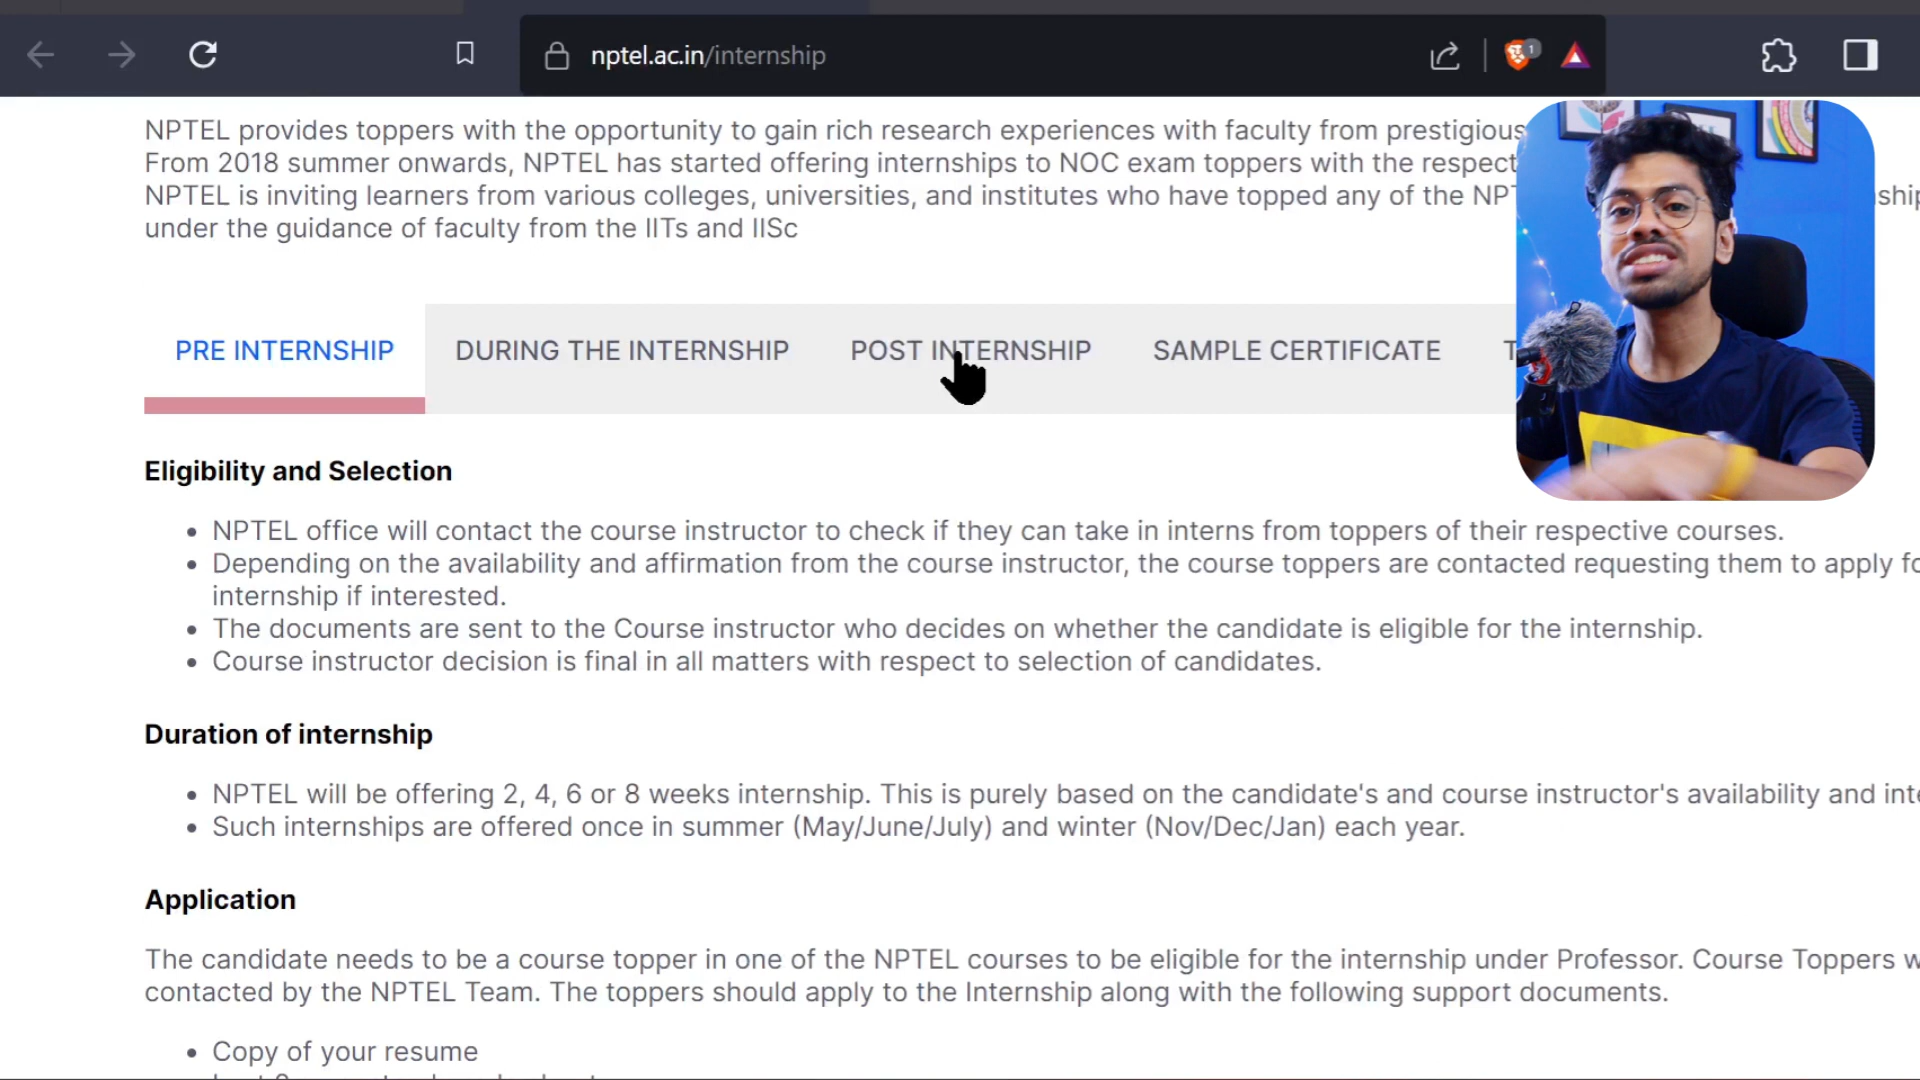 nptel.ac.in/internship
1
NPTEL provides toppers with the opportunity to gain rich research experiences with faculty from prestigious
From 2018 summer onwards, NPTEL has started offering internships to NOC exam toppers with the respect
NPTEL is inviting learners from various colleges, universities, and institutes who have topped any of the NPT
under the guidance of faculty from the IITs and IISc
PRE INTERNSHIP DURING THE INTERNSHIP POST INTERNSHIP SAMPLE CERTIFICATE T
Eligibility and Selection
• NPTEL office will contact the course instructor to check if they can take in interns from toppers of their respective courses.
• Depending on the availability and affirmation from the course instructor, the course toppers are contacted requesting them to apply fo
internship if interested.
• The documents are sent to the Course instructor who decides on whether the candidate is eligible for the internship.
• Course instructor decision is final in all matters with respect to selection of candidates.
Duration of internship
• NPTEL will be offering 2, 4, 6 or 8 weeks internship. This is purely based on the candidate's and course instructor's availability and inte
• Such internships are offered once in summer (May/June/July) and winter (Nov/Dec/Jan) each year.
Application
The candidate needs to be a course topper in one of the NPTEL courses to be eligible for the internship under Professor. Course Toppers w
contacted by the NPTEL Team. The toppers should apply to the Internship along with the following support documents.
• Copy of your resume